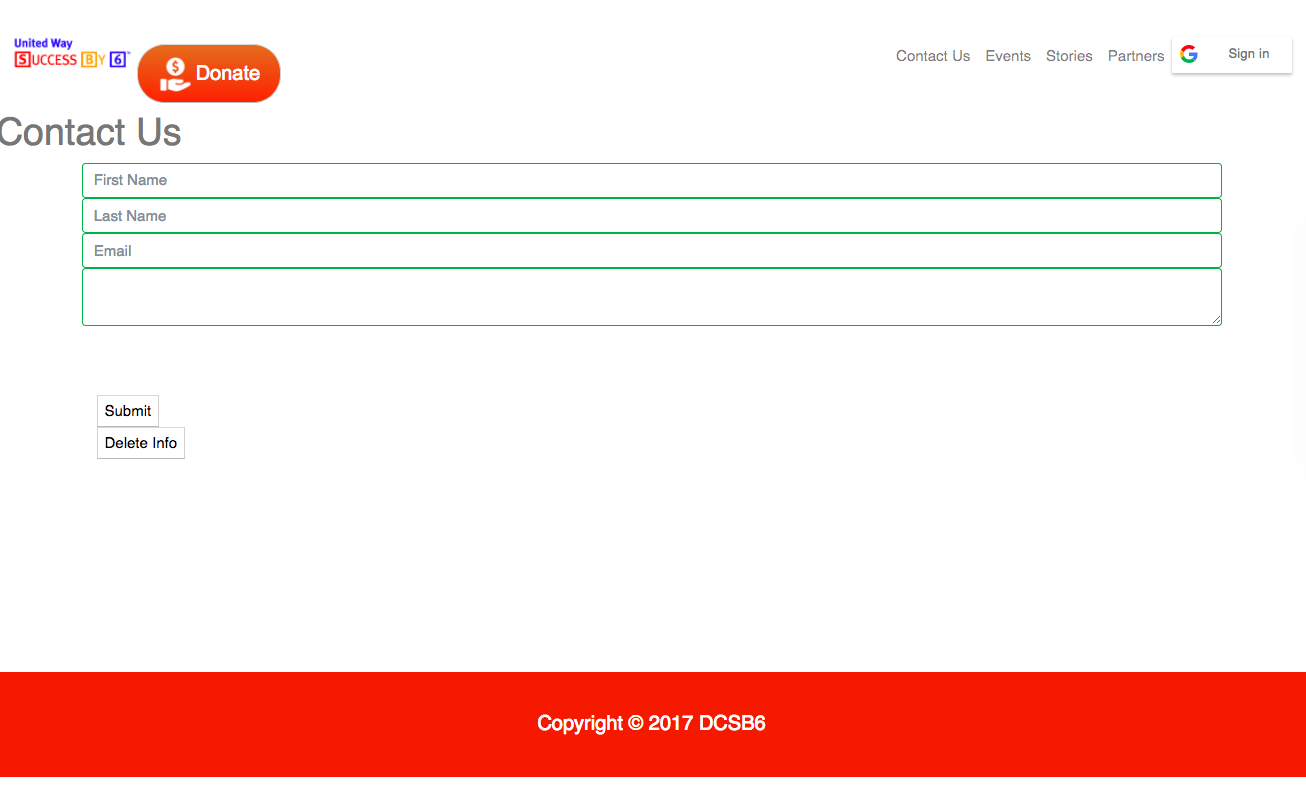 United Way
SUCCESS BY 6™
Donate
Contact Us Events Stories Partners
Sign in
Contact Us
First Name
Last Name
Email
Submit
Delete Info
Copyright © 2017 DCSB6